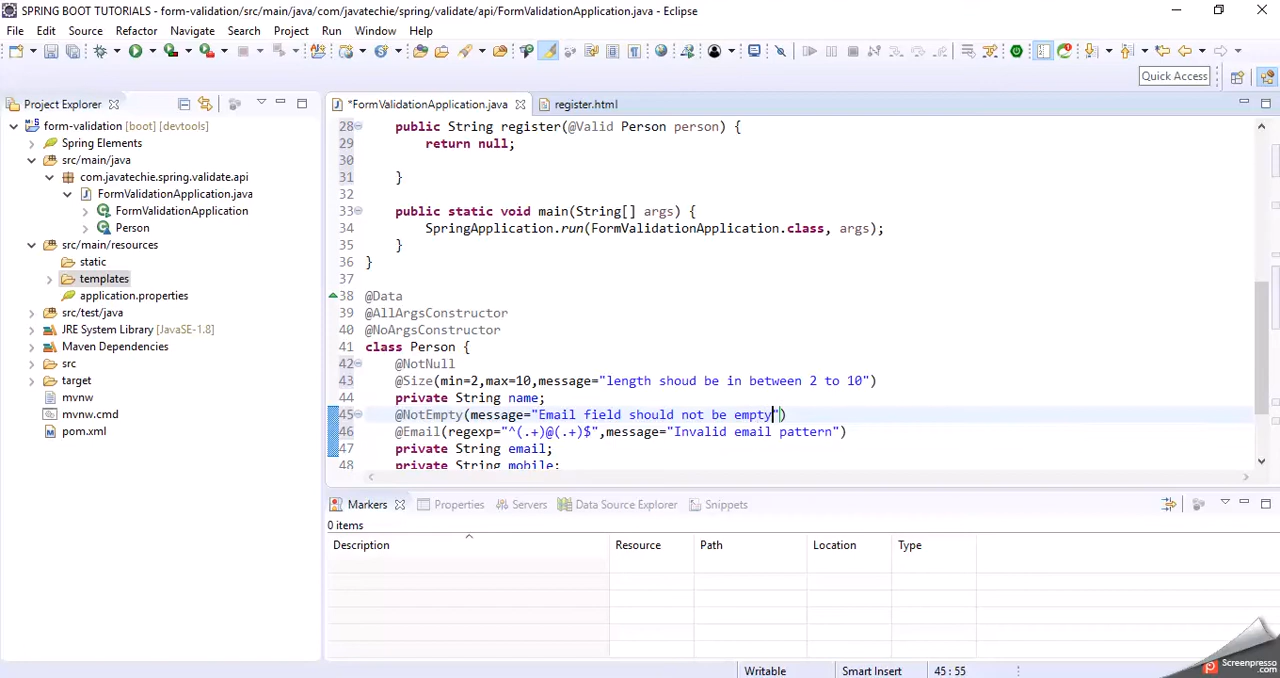 SPRING BOOT TUTORIALS - form-validation/src/main/java/com/javatechie/spring/validate/api/FormValidationApplication.java - Eclipse
File Edit Source Refactor Navigate Search Project Run Window Help
Quick Access
Project Explorer
form-validation [boot] [devtools]
Spring Elements
src/main/java
com.javatechie.spring.validate.api
FormValidationApplication.java
FormValidationApplication
Person
src/main/resources
static
templates
application.properties
src/test/java
JRE System Library [JavaSE-1.8]
Maven Dependencies
src
target
mvnw
mvnw.cmd
pom.xml
*FormValidationApplication.java register.html
28 public String register(@Valid Person person) {
29 return null;
30
31 }
32
33 public static void main(String[] args) {
34 SpringApplication.run(FormValidationApplication.class, args);
35 }
36 }
37
38 @Data
39 @AllArgsConstructor
40 @NoArgsConstructor
41 class Person {
42 @NotNull
43 @Size(min=2,max=10,message="length shoud be in between 2 to 10")
44 private String name;
45 @NotEmpty(message="Email field should not be empty")
46 @Email(regexp="^(.+)@(.+)$",message="Invalid email pattern")
47 private String email;
48 private String mobile;
Markers Properties Servers Data Source Explorer Snippets
0 items
Description Resource Path Location Type
Writable Smart Insert 45 : 55
Screenpresso
.com